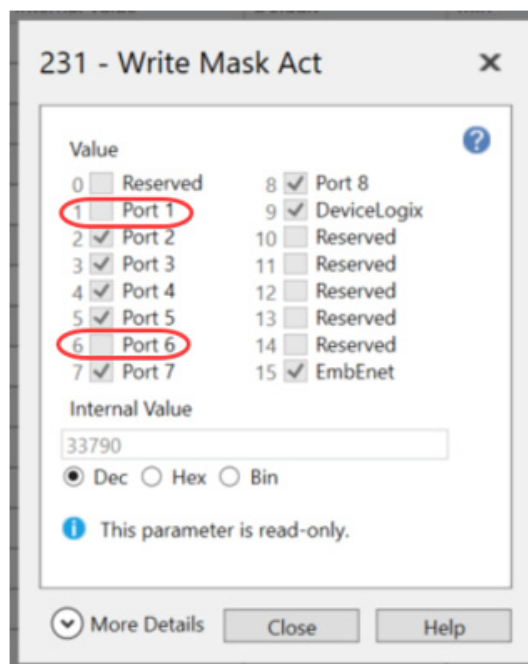 231 - Write Mask Act
Value
0 Reserved
1 Port 1
2 Port 2
3 Port 3
4 Port 4
5 Port 5
6 Port 6
7 Port 7
8 Port 8
9 DeviceLogix
10 Reserved
11 Reserved
12 Reserved
13 Reserved
14 Reserved
15 EmbEnet
Internal Value
33790
Dec Hex Bin
This parameter is read-only.
More Details Close Help